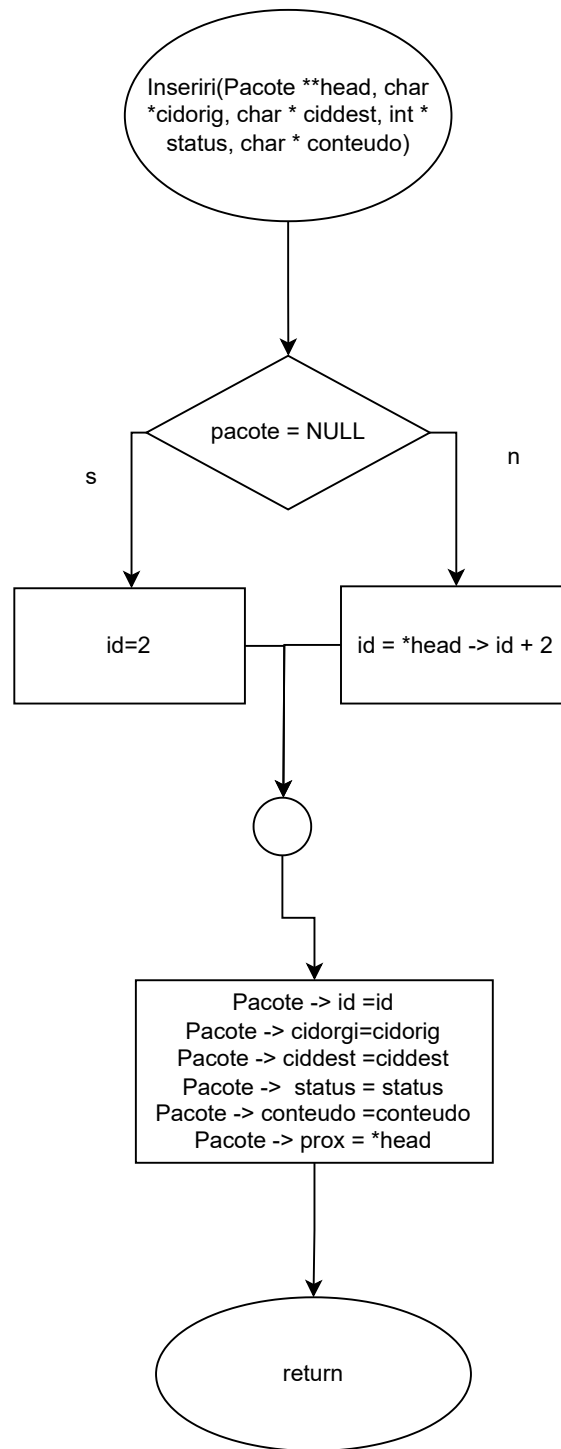 Inseriri(Pacote **head, char
*cidorig, char * ciddest, int *
status, char * conteudo)
pacote = NULL
s
n
id=2
id = *head -> id + 2
Pacote -> id =id
Pacote -> cidorgi=cidorig
Pacote -> ciddest =ciddest
Pacote ->  status = status
Pacote -> conteudo =conteudo
Pacote -> prox = *head
return